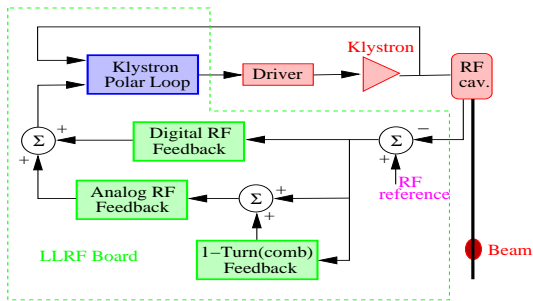 Klystron
Klystron
Polar Loop
Driver
RF
cav.
Σ
+
+
Digital RF
Feedback
Σ
−
+
RF
reference
Analog RF
Feedback
Σ
+
+
1−Turn(comb)
Feedback
LLRF Board
Beam